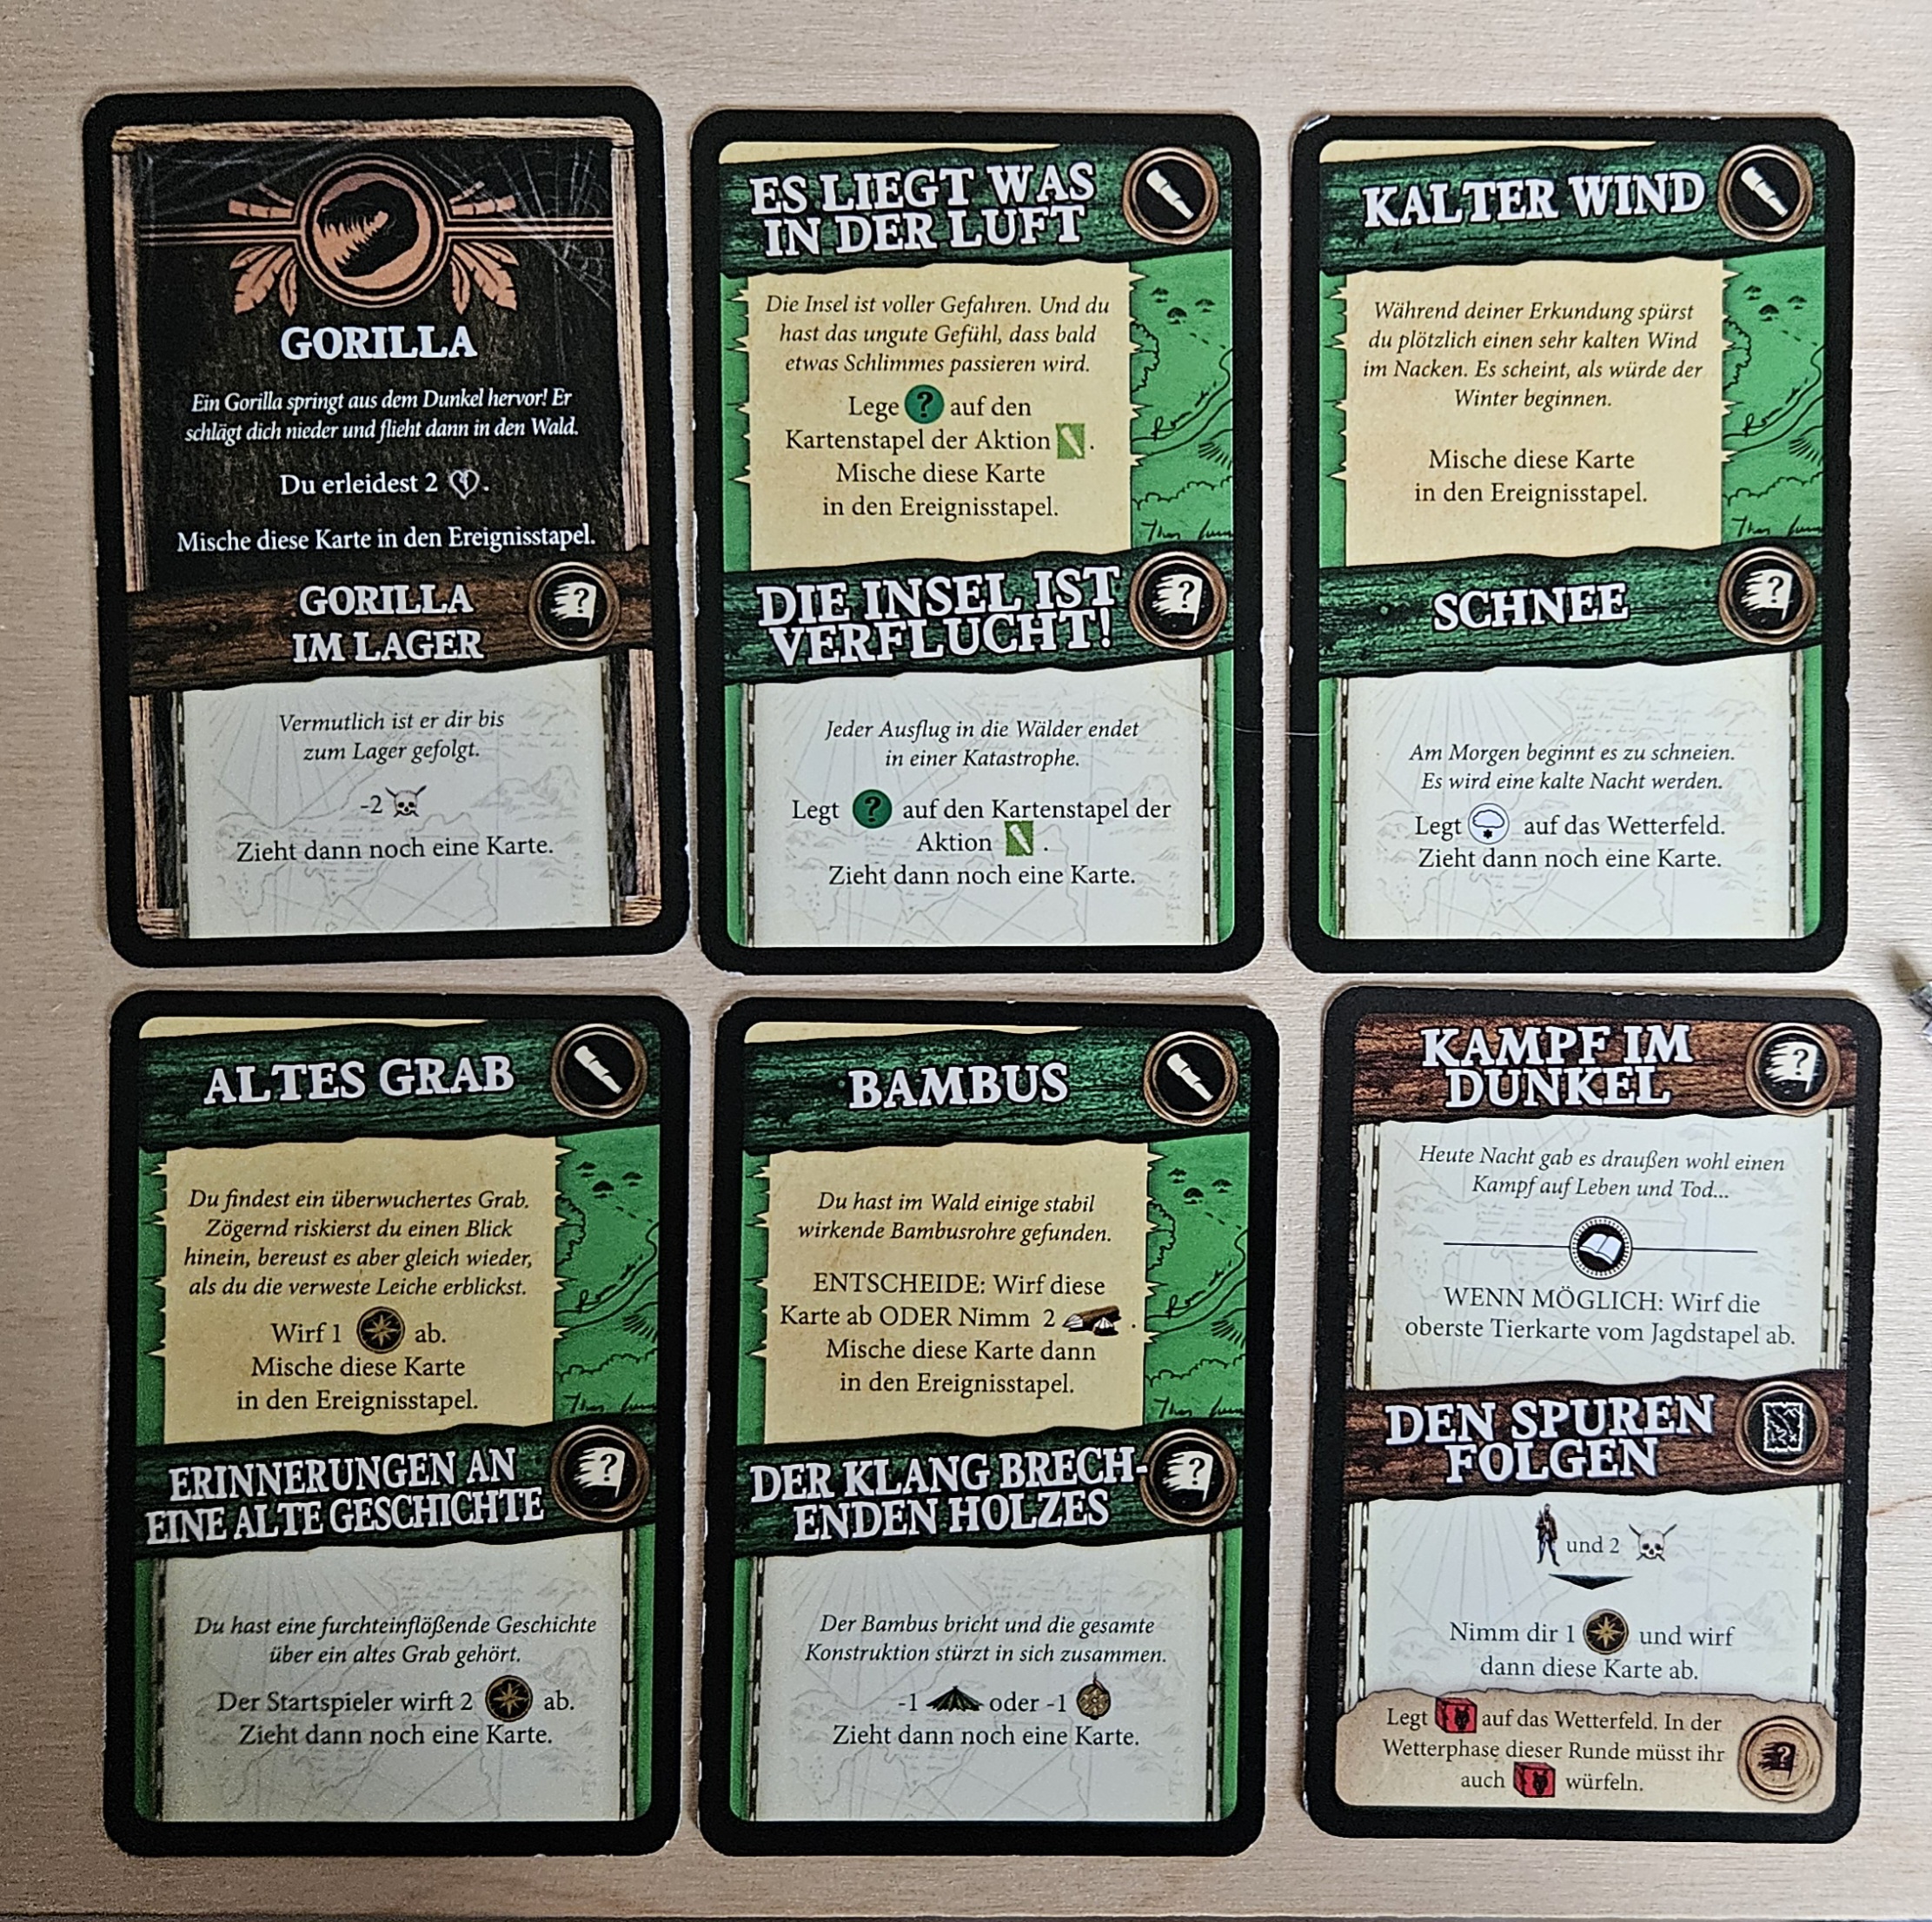 GORILLA
Ein Gorilla springt aus dem Dunkel hervor! Er
schlägt dich nieder und flieht dann in den Wald.
Du erleidest 2 .
Mische diese Karte in den Ereignisstapel.
GORILLA
IM LAGER
?
Vermutlich ist er dir bis
zum Lager gefolgt.
-2
Zieht dann noch eine Karte.
ES LIEGT WAS
IN DER LUFT
Die Insel ist voller Gefahren. Und du
hast das ungute Gefühl, dass bald
etwas Schlimmes passieren wird.
Lege ? auf den
Kartenstapel der Aktion .
Mische diese Karte
in den Ereignisstapel.
DIE INSEL IST
VERFLUCHT!
?
Jeder Ausflug in die Wälder endet
in einer Katastrophe.
Legt ? auf den Kartenstapel der
Aktion .
Zieht dann noch eine Karte.
KALTER WIND
Während deiner Erkundung spürst
du plötzlich einen sehr kalten Wind
im Nacken. Es scheint, als würde der
Winter beginnen.
Mische diese Karte
in den Ereignisstapel.
SCHNEE
?
Am Morgen beginnt es zu schneien.
Es wird eine kalte Nacht werden.
Legt auf das Wetterfeld.
Zieht dann noch eine Karte.
ALTES GRAB
Du findest ein überwuchertes Grab.
Zögernd riskierst du einen Blick
hinein, bereust es aber gleich wieder,
als du die verweste Leiche erblickst.
Wirf 1 ab.
Mische diese Karte
in den Ereignisstapel.
ERINNERUNGEN AN
EINE ALTE GESCHICHTE
?
Du hast eine furchteinflößende Geschichte
über ein altes Grab gehört.
Der Startspieler wirft 2 ab.
Zieht dann noch eine Karte.
BAMBUS
Du hast im Wald einige stabil
wirkende Bambusrohre gefunden.
ENTSCHEIDE: Wirf diese
Karte ab ODER Nimm 2 .
Mische diese Karte dann
in den Ereignisstapel.
DER KLANG BRECH-
ENDEN HOLZES
?
Der Bambus bricht und die gesamte
Konstruktion stürzt in sich zusammen.
-1 oder -1
Zieht dann noch eine Karte.
KAMPF IM
DUNKEL
?
Heute Nacht gab es draußen wohl einen
Kampf auf Leben und Tod...
WENN MÖGLICH: Wirf die
oberste Tierkarte vom Jagdstapel ab.
DEN SPUREN
FOLGEN
und 2
Nimm dir 1 und wirf
dann diese Karte ab.
Legt auf das Wetterfeld. In der
Wetterphase dieser Runde müsst ihr
auch würfeln.
?